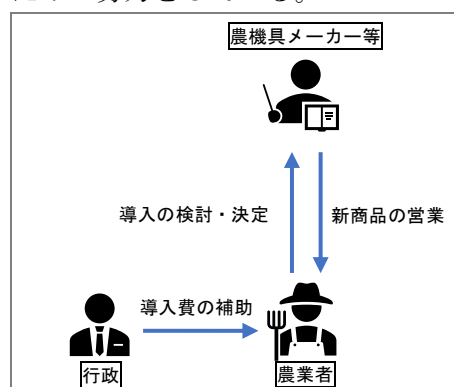 農機具メーカー等
導入の検討・決定
新商品の営業
導入費の補助
行政
農業者